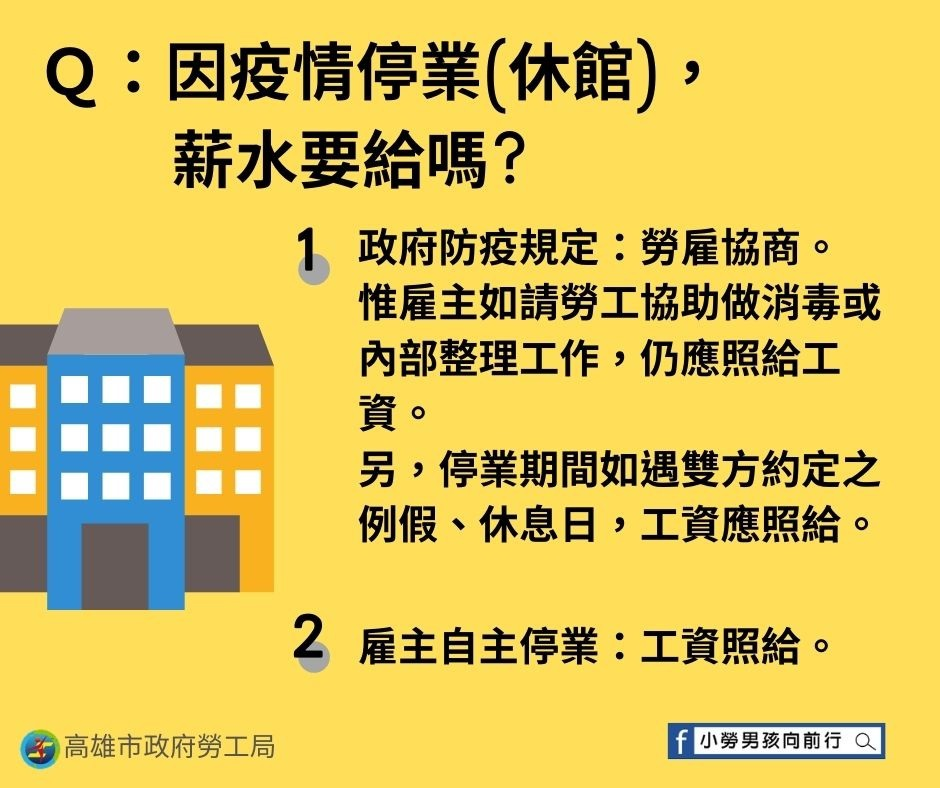 Q：因疫情停業(休館)，
薪水要給嗎?
1 政府防疫規定：勞雇協商。
惟雇主如請勞工協助做消毒或
內部整理工作，仍應照給工
資。
另，停業期間如遇雙方約定之
例假、休息日，工資應照給。
2 雇主自主停業：工資照給。
高雄市政府勞工局
f 小勞男孩向前行